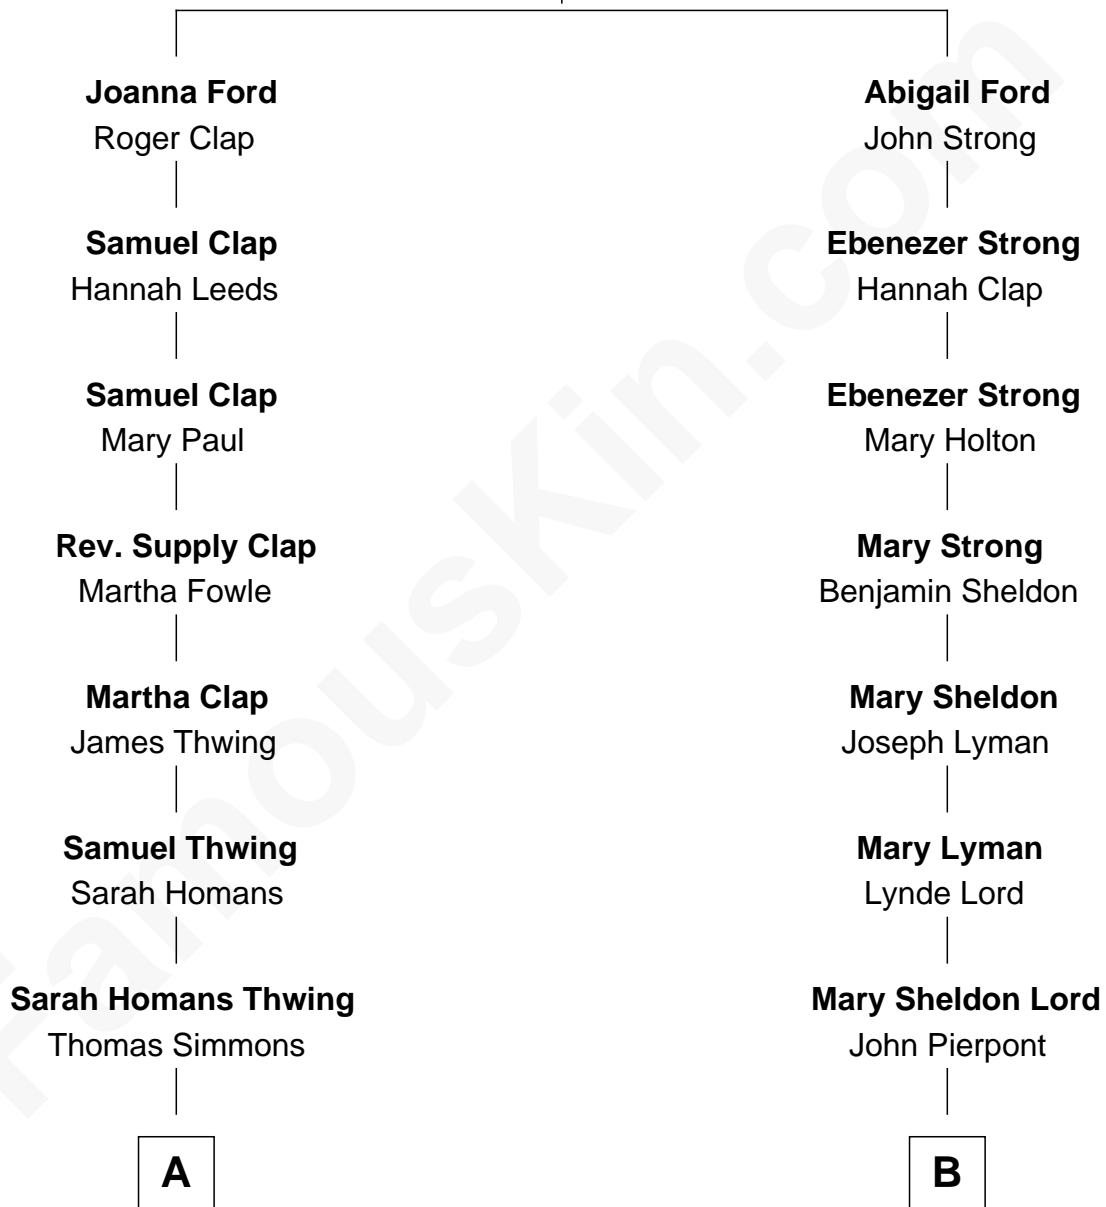 Joanna Ford
Roger Clap
Samuel Clap
Hannah Leeds
Samuel Clap
Mary Paul
Rev. Supply Clap
Martha Fowle
Martha Clap
James Thwing
Samuel Thwing
Sarah Homans
Sarah Homans Thwing
Thomas Simmons
A
Abigail Ford
John Strong
Ebenezer Strong
Hannah Clap
Ebenezer Strong
Mary Holton
Mary Strong
Benjamin Sheldon
Mary Sheldon
Joseph Lyman
Mary Lyman
Lynde Lord
Mary Sheldon Lord
John Pierpont
B
FamousKin.com